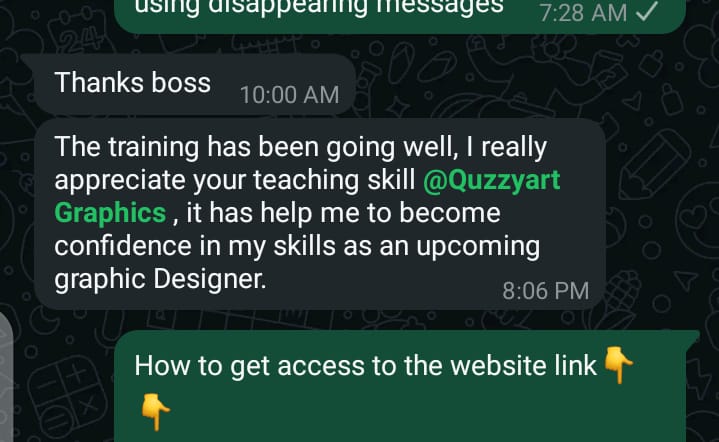 using disappearing messages 7:28 AM
Thanks boss 10:00 AM
The training has been going well, I really
appreciate your teaching skill @Quzzyart
Graphics , it has help me to become
confidence in my skills as an upcoming
graphic Designer.
8:06 PM
How to get access to the website link👇
👇